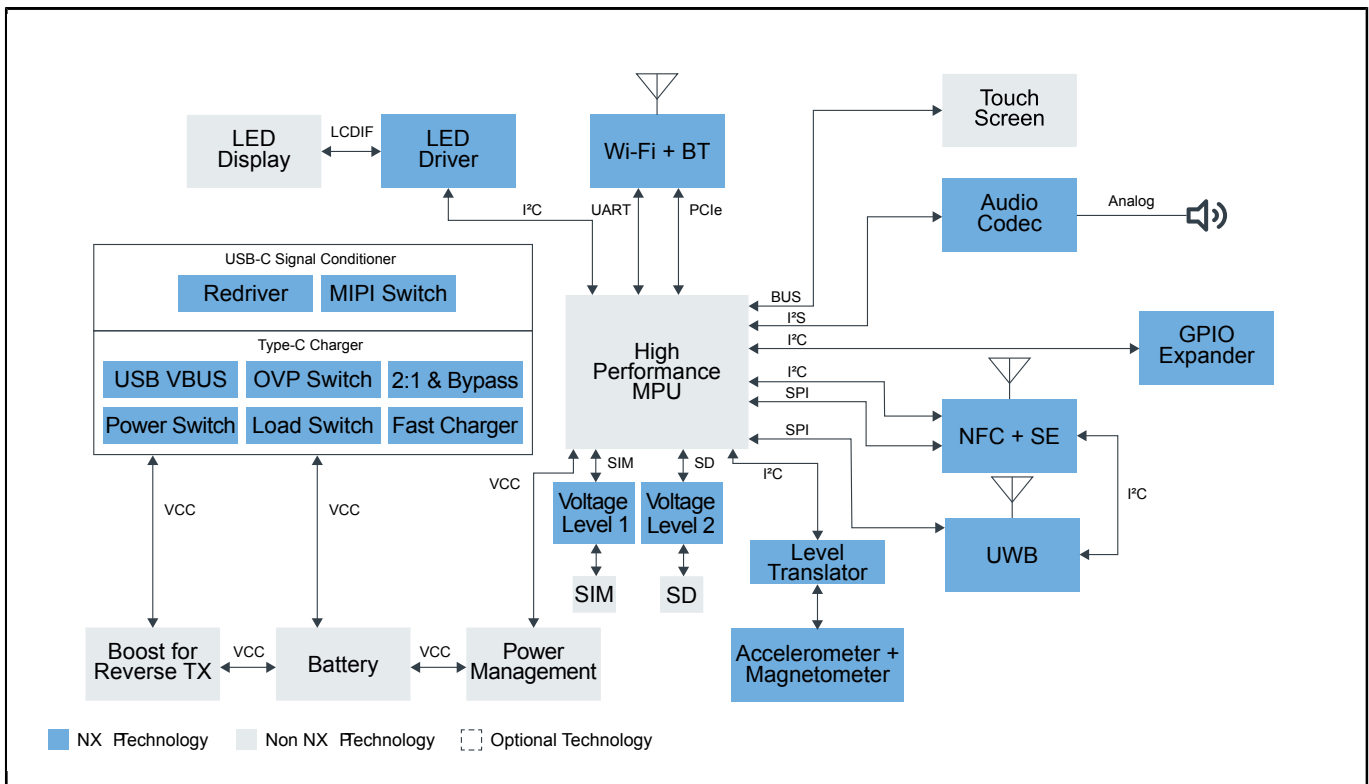 Touch
Screen
LED
Display
LCDIF
LED
Driver
Wi-Fi + BT
I²C
UART
PCIe
Audio
Codec
Analog
USB-C Signal Conditioner
Redriver
MIPI Switch
Type-C Charger
USB VBUS
OVP Switch
2:1 & Bypass
Power Switch
Load Switch
Fast Charger
High
Performance
MPU
BUS
I²S
I²C
GPIO
Expander
I²C
SPI
NFC + SE
SPI
I²C
UWB
VCC
VCC
VCC
SIM
SD
I²C
Voltage
Level 1
Voltage
Level 2
SIM
SD
Level
Translator
Accelerometer +
Magnetometer
Boost for
Reverse TX
VCC
Battery
VCC
Power
Management
NX PTechnology
Non NX PTechnology
Optional Technology